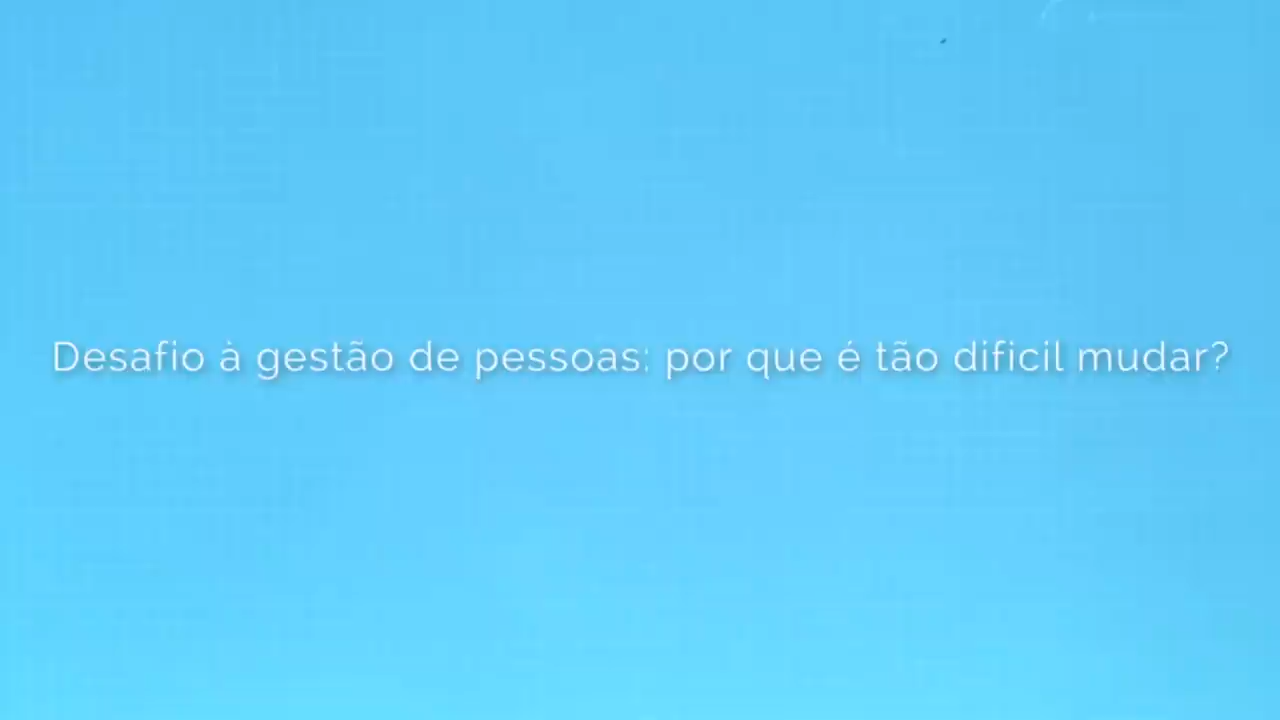 Desafio à gestão de pessoas: por que é tão dificil mudar?